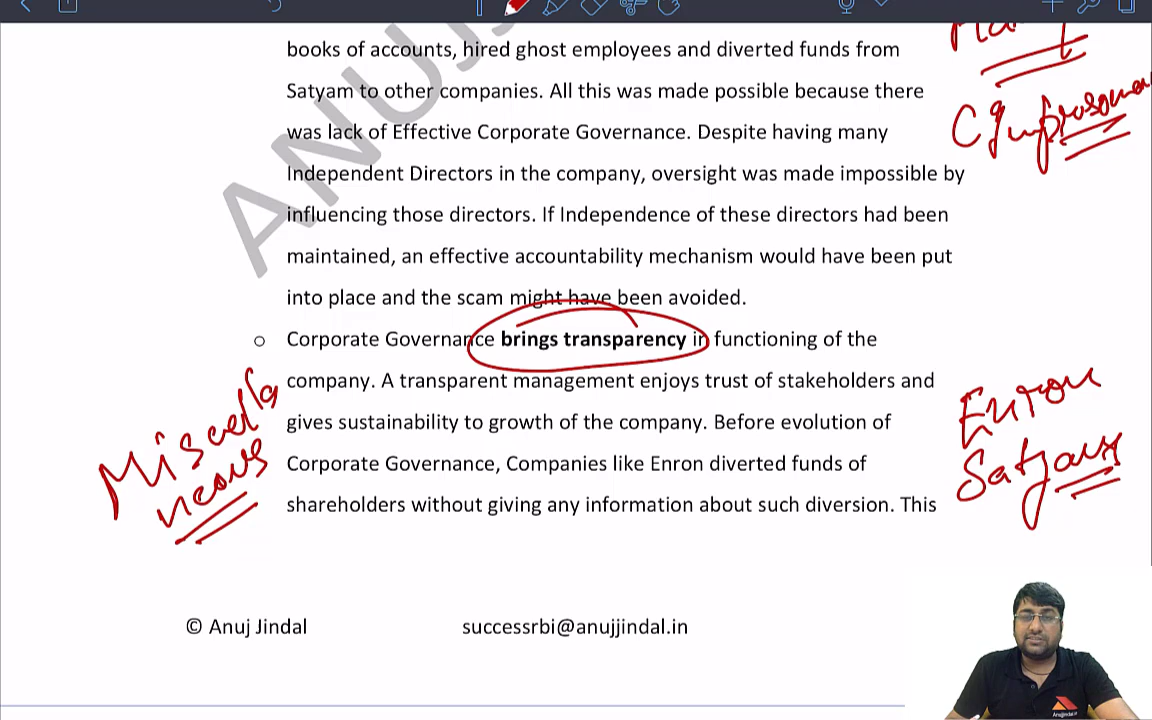 books of accounts, hired ghost employees and diverted funds from
Satyam to other companies. All this was made possible because there
was lack of Effective Corporate Governance. Despite having many
Independent Directors in the company, oversight was made impossible by
influencing those directors. If Independence of these directors had been
maintained, an effective accountability mechanism would have been put
into place and the scam might have been avoided.
○ Corporate Governance brings transparency in functioning of the
company. A transparent management enjoys trust of stakeholders and
gives sustainability to growth of the company. Before evolution of
Corporate Governance, Companies like Enron diverted funds of
shareholders without giving any information about such diversion. This
Miscella
neous
Enron
Satyam
© Anuj Jindal successrbi@anujjindal.in
ANUJ